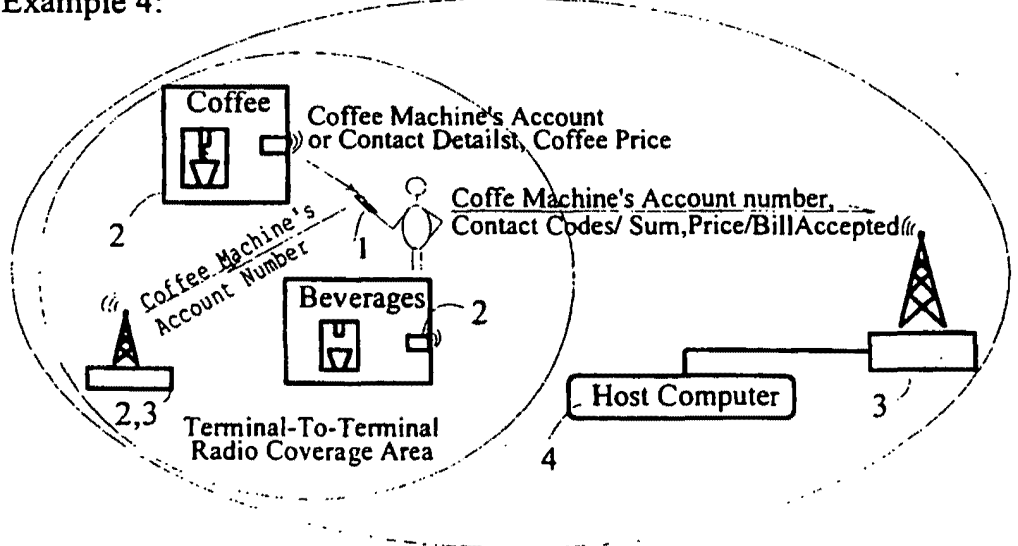 Example 4:
Coffee
Coffee Machine's Account
or Contact Detailst, Coffee Price
2
1
Coffe Machine's Account number,
Contact Codes/ Sum,Price/BillAccepted
Coffee Machine's
Account Number
Beverages
2
2,3
Terminal-To-Terminal
Radio Coverage Area
Host Computer
4
3